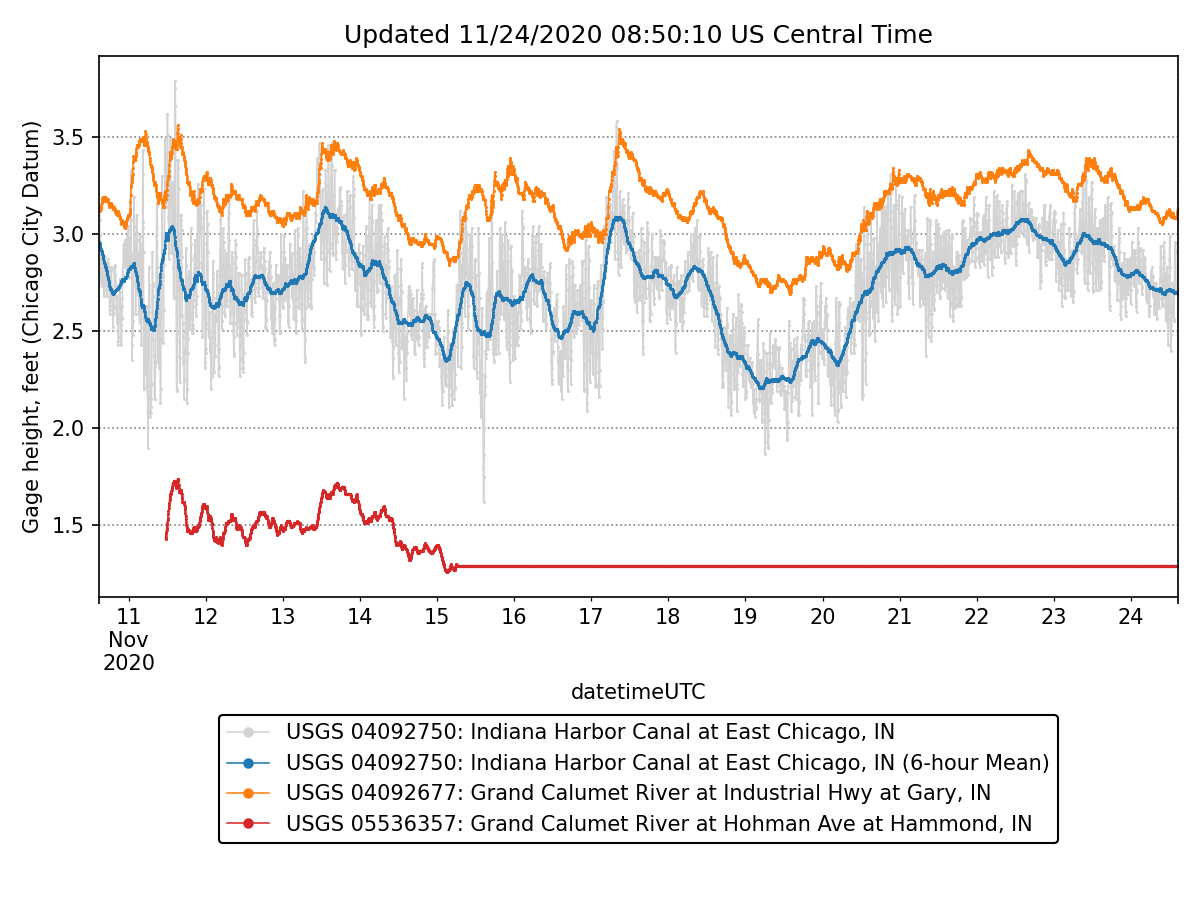 Updated 11/24/2020 08:50:10 US Central Time
Gage height, feet (Chicago City Datum)
3.5
3.0
2.5
2.0
1.5
11 12 13 14 15 16 17 18 19 20 21 22 23 24
Nov
2020
datetimeUTC
USGS 04092750: Indiana Harbor Canal at East Chicago, IN
USGS 04092750: Indiana Harbor Canal at East Chicago, IN (6-hour Mean)
USGS 04092677: Grand Calumet River at Industrial Hwy at Gary, IN
USGS 05536357: Grand Calumet River at Hohman Ave at Hammond, IN